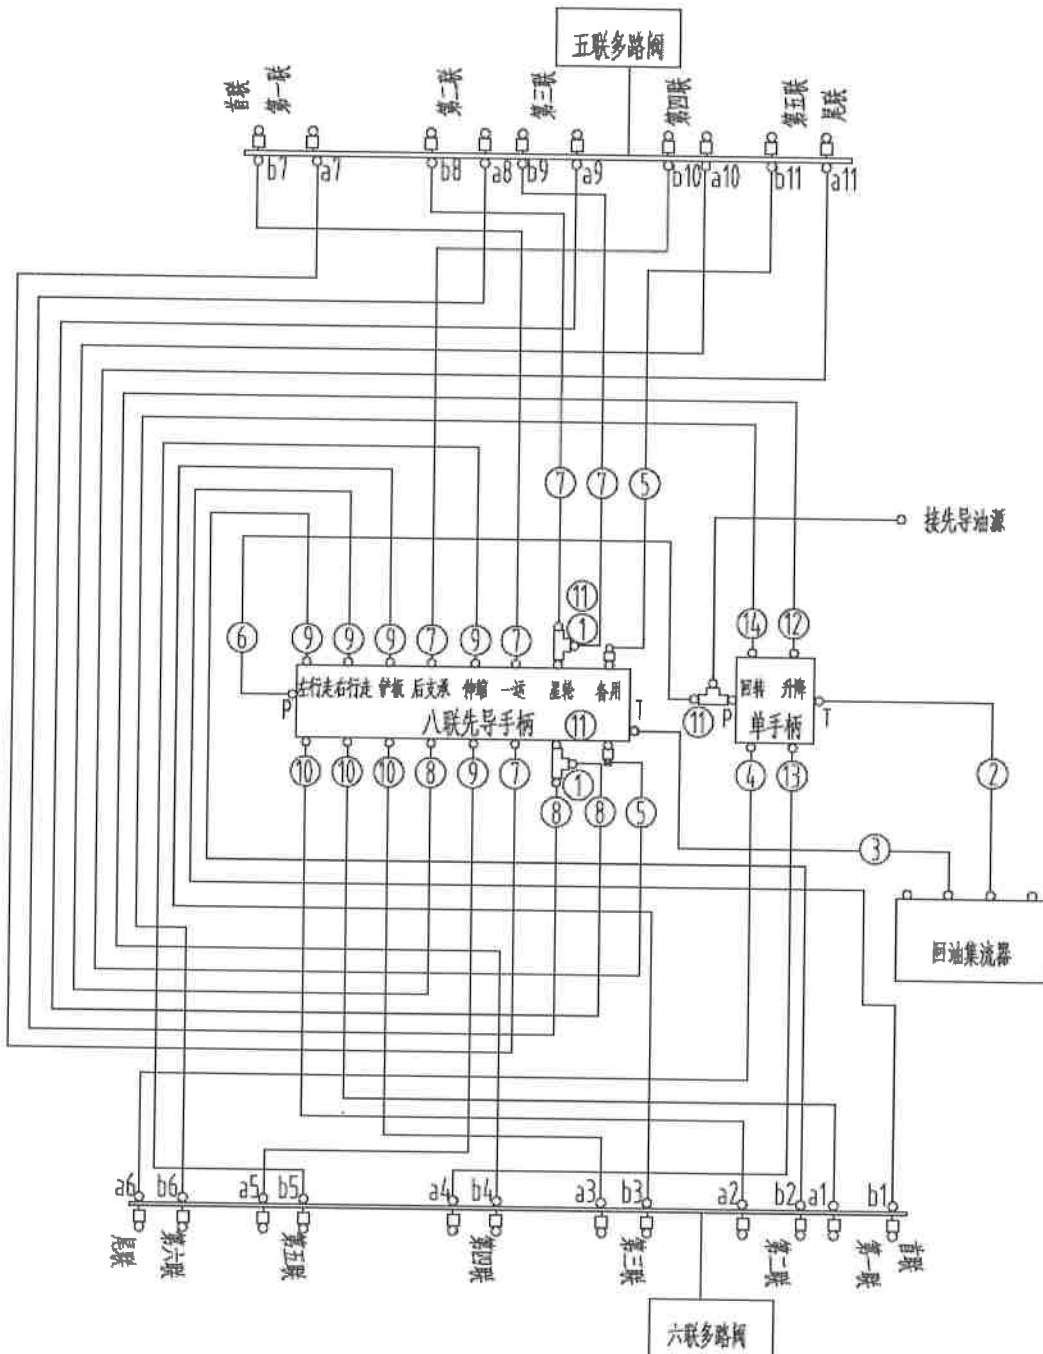 五联多路阀
首联 第一联 第二联 第三联 第四联 第五联 尾联
b7 a7 b8 a8 b9 a9 b10 a10 b11 a11
7 7 5
接先导油源
11
6 9 9 9 7 9 7 1 14 12
左行走 右行走 铲板 后支承 伸缩 一运 星轮 备用
回转 升降
P 八联先导手柄 11 T
11 P 单手柄 T
10 10 10 8 9 7 1 4 13 2
8 8 5
3
回油集流器
a6 b6 a5 b5 a4 b4 a3 b3 a2 b2 a1 b1
尾联 第六联 第五联 第四联 第三联 第二联 第一联 首联
六联多路阀